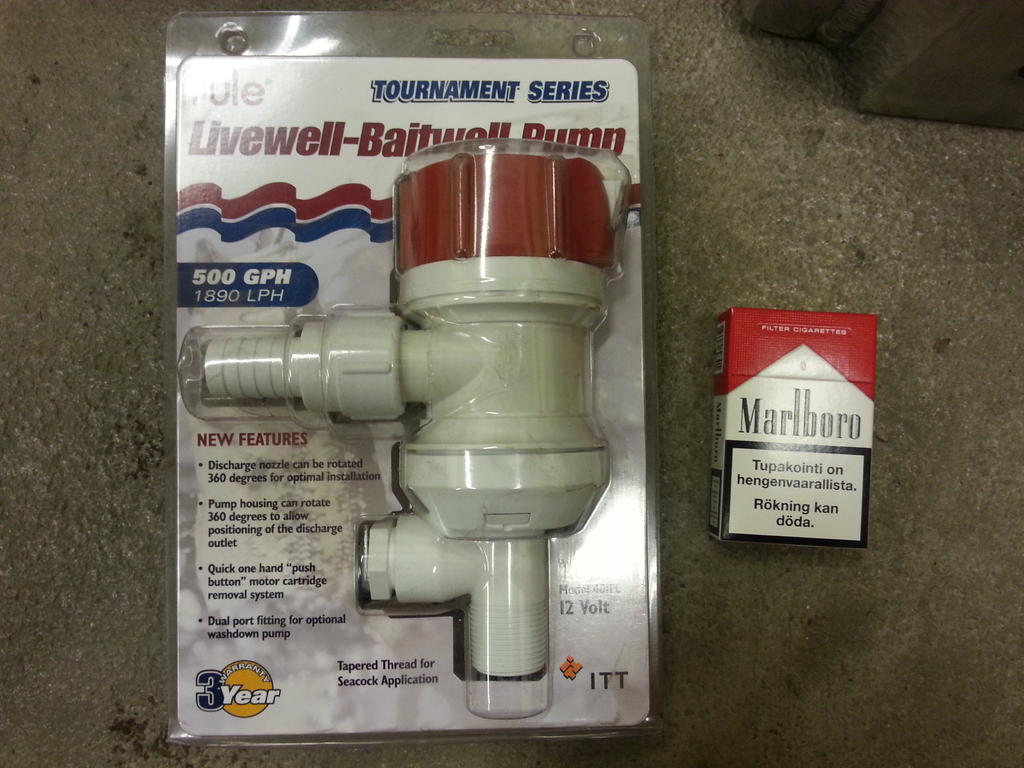 rule
TOURNAMENT SERIES
Livewell-Baitwell Pump
500 GPH
1890 LPH
NEW FEATURES
• Discharge nozzle can be rotated
360 degrees for optimal installation
• Pump housing can rotate
360 degrees to allow
positioning of the discharge
outlet
• Quick one hand "push
button" motor cartridge
removal system
• Dual port fitting for optional
washdown pump
3 Year
WARRANTY
Tapered Thread for
Seacock Application
Model
12 Volt
ITT
FILTER CIGARETTES
Marlboro
Tupakointi on
hengenvaarallista.
Rökning kan
döda.
Marlboro